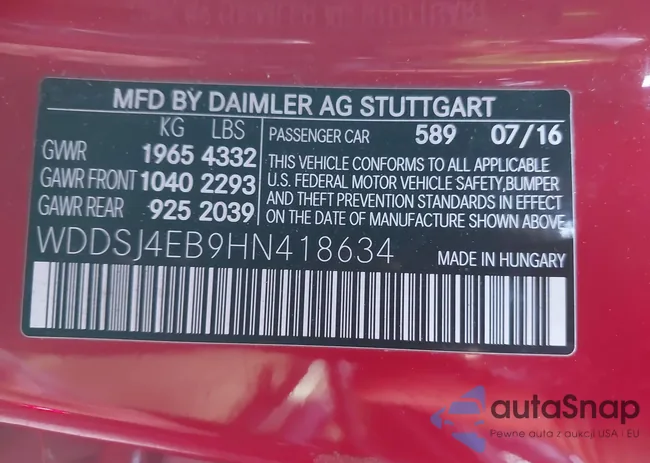 MFD BY DAIMLER AG STUTTGART
KG LBS
GVWR 1965 4332
GAWR FRONT 1040 2293
GAWR REAR 925 2039
PASSENGER CAR 589 07/16
THIS VEHICLE CONFORMS TO ALL APPLICABLE
U.S. FEDERAL MOTOR VEHICLE SAFETY,BUMPER
AND THEFT PREVENTION STANDARDS IN EFFECT
ON THE DATE OF MANUFACTURE SHOWN ABOVE
WDDSJ4EB9HN418634
MADE IN HUNGARY
autaSnap
Pewne auta z aukcji USA i EU